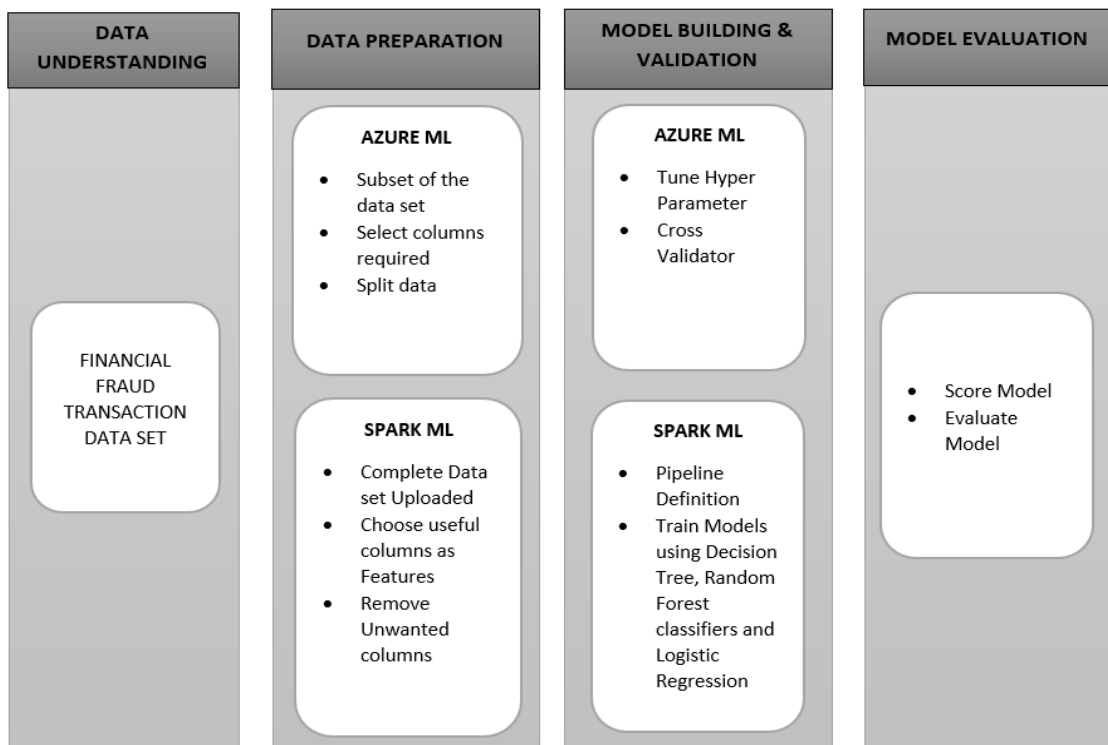 DATA
UNDERSTANDING
FINANCIAL
FRAUD
TRANSACTION
DATA SET
DATA PREPARATION
AZURE ML
• Subset of the
data set
• Select columns
required
• Split data
SPARK ML
• Complete Data
set Uploaded
• Choose useful
columns as
Features
• Remove
Unwanted
columns
MODEL BUILDING &
VALIDATION
AZURE ML
• Tune Hyper
Parameter
• Cross
Validator
SPARK ML
• Pipeline
Definition
• Train Models
using Decision
Tree, Random
Forest
classifiers and
Logistic
Regression
MODEL EVALUATION
• Score Model
• Evaluate
Model